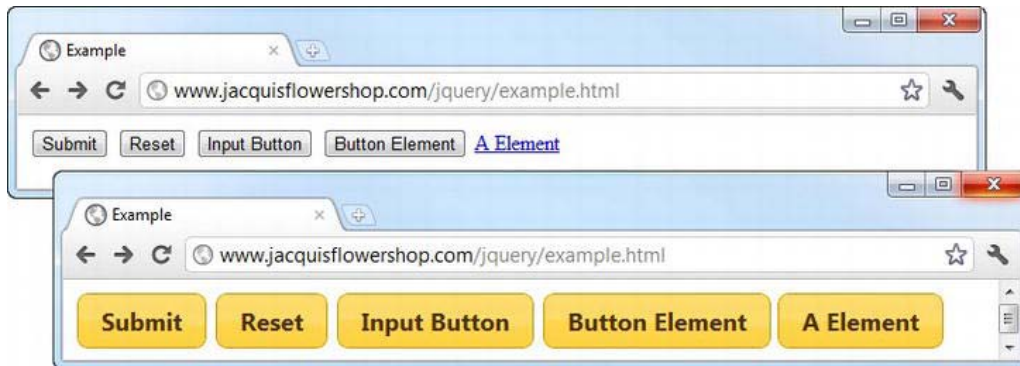 Example
www.jacquisflowershop.com/jquery/example.html
Submit Reset Input Button Button Element A Element
Example
www.jacquisflowershop.com/jquery/example.html
Submit Reset Input Button Button Element A Element